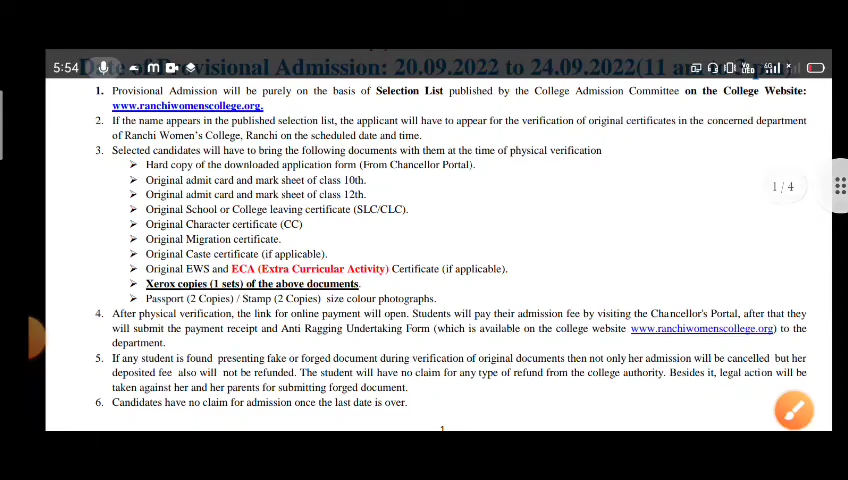 5:54
Date of Provisional Admission: 20.09.2022 to 24.09.2022(11 am
1. Provisional Admission will be purely on the basis of Selection List published by the College Admission Committee on the College Website:
www.ranchiwomenscollege.org.
2. If the name appears in the published selection list, the applicant will have to appear for the verification of original certificates in the concerned department
of Ranchi Women's College, Ranchi on the scheduled date and time.
3. Selected candidates will have to bring the following documents with them at the time of physical verification
➢ Hard copy of the downloaded application form (From Chancellor Portal).
1 / 4
➢ Original admit card and mark sheet of class 10th.
➢ Original admit card and mark sheet of class 12th.
➢ Original School or College leaving certificate (SLC/CLC).
➢ Original Character certificate (CC)
➢ Original Migration certificate.
➢ Original Caste certificate (if applicable).
➢ Original EWS and ECA (Extra Curricular Activity) Certificate (if applicable).
➢ Xerox copies (1 sets) of the above documents.
➢ Passport (2 Copies) / Stamp (2 Copies) size colour photographs.
4. After physical verification, the link for online payment will open. Students will pay their admission fee by visiting the Chancellor's Portal, after that they
will submit the payment receipt and Anti Ragging Undertaking Form (which is available on the college website www.ranchiwomenscollege.org) to the
department.
5. If any student is found presenting fake or forged document during verification of original documents then not only her admission will be cancelled but her
deposited fee also will not be refunded. The student will have no claim for any type of refund from the college authority. Besides it, legal action will be
taken against her and her parents for submitting forged document.
6. Candidates have no claim for admission once the last date is over.
1